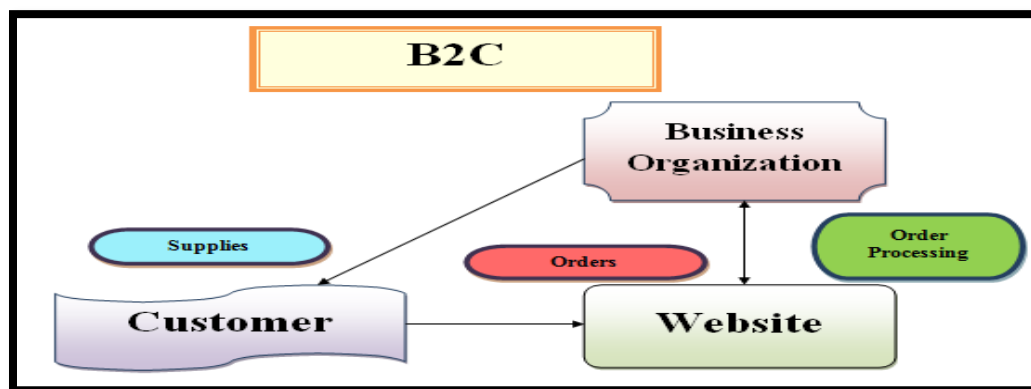 B2C
Business
Organization
Supplies
Orders
Order
Processing
Customer
Website